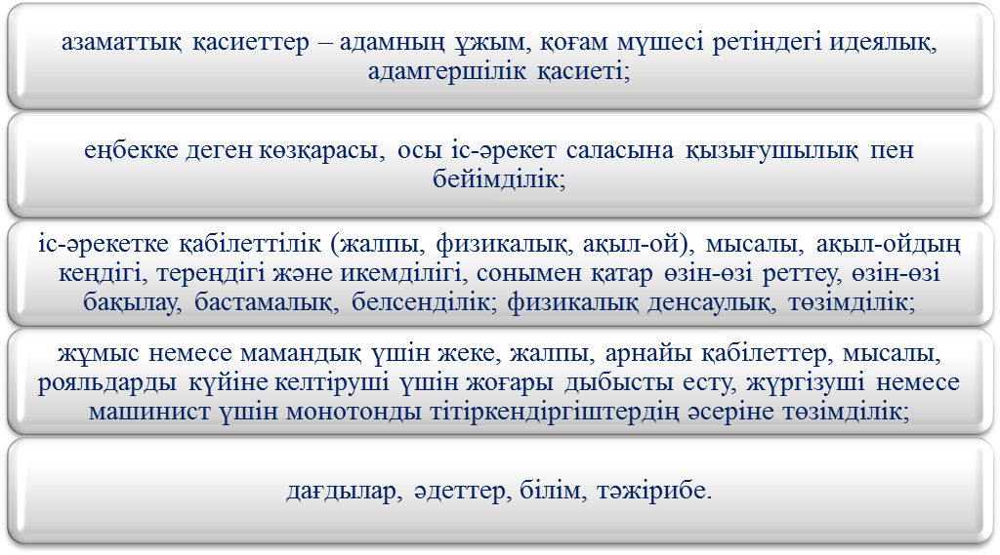 азаматтық қасиеттер – адамның ұжым, қоғам мүшесі ретіндегі идеялық,
адамгершілік қасиеті;
еңбекке деген көзқарасы, осы іс-әрекет саласына қызығушылық пен
бейімділік;
іс-әрекетке қабілеттілік (жалпы, физикалық, ақыл-ой), мысалы, ақыл-ойдың
кеңдігі, тереңдігі және икемділігі, сонымен қатар өзін-өзі реттеу, өзін-өзі
бақылау, бастамалық, белсенділік; физикалық денсаулық, төзімділік;
жұмыс немесе мамандық үшін жеке, жалпы, арнайы қабілеттер, мысалы,
рояльдарды күйіне келтіруші үшін жоғары дыбысты есту, жүргізуші немесе
машинист үшін монотонды тітіркендіргіштердің әсеріне төзімділік;
дағдылар, әдеттер, білім, тәжірибе.